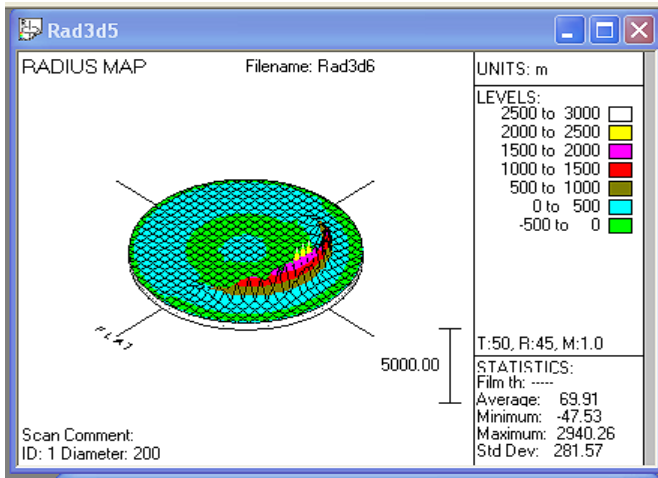 Rad3d5
RADIUS MAP
Filename: Rad3d6
UNITS: m
LEVELS:
2500 to 3000
2000 to 2500
1500 to 2000
1000 to 1500
500 to 1000
0 to 500
-500 to 0
FLAT
5000.00
T:50, R:45, M:1.0
STATISTICS:
Film th: -----
Average: 69.91
Minimum: -47.53
Maximum: 2940.26
Std Dev: 281.57
Scan Comment:
ID: 1 Diameter: 200